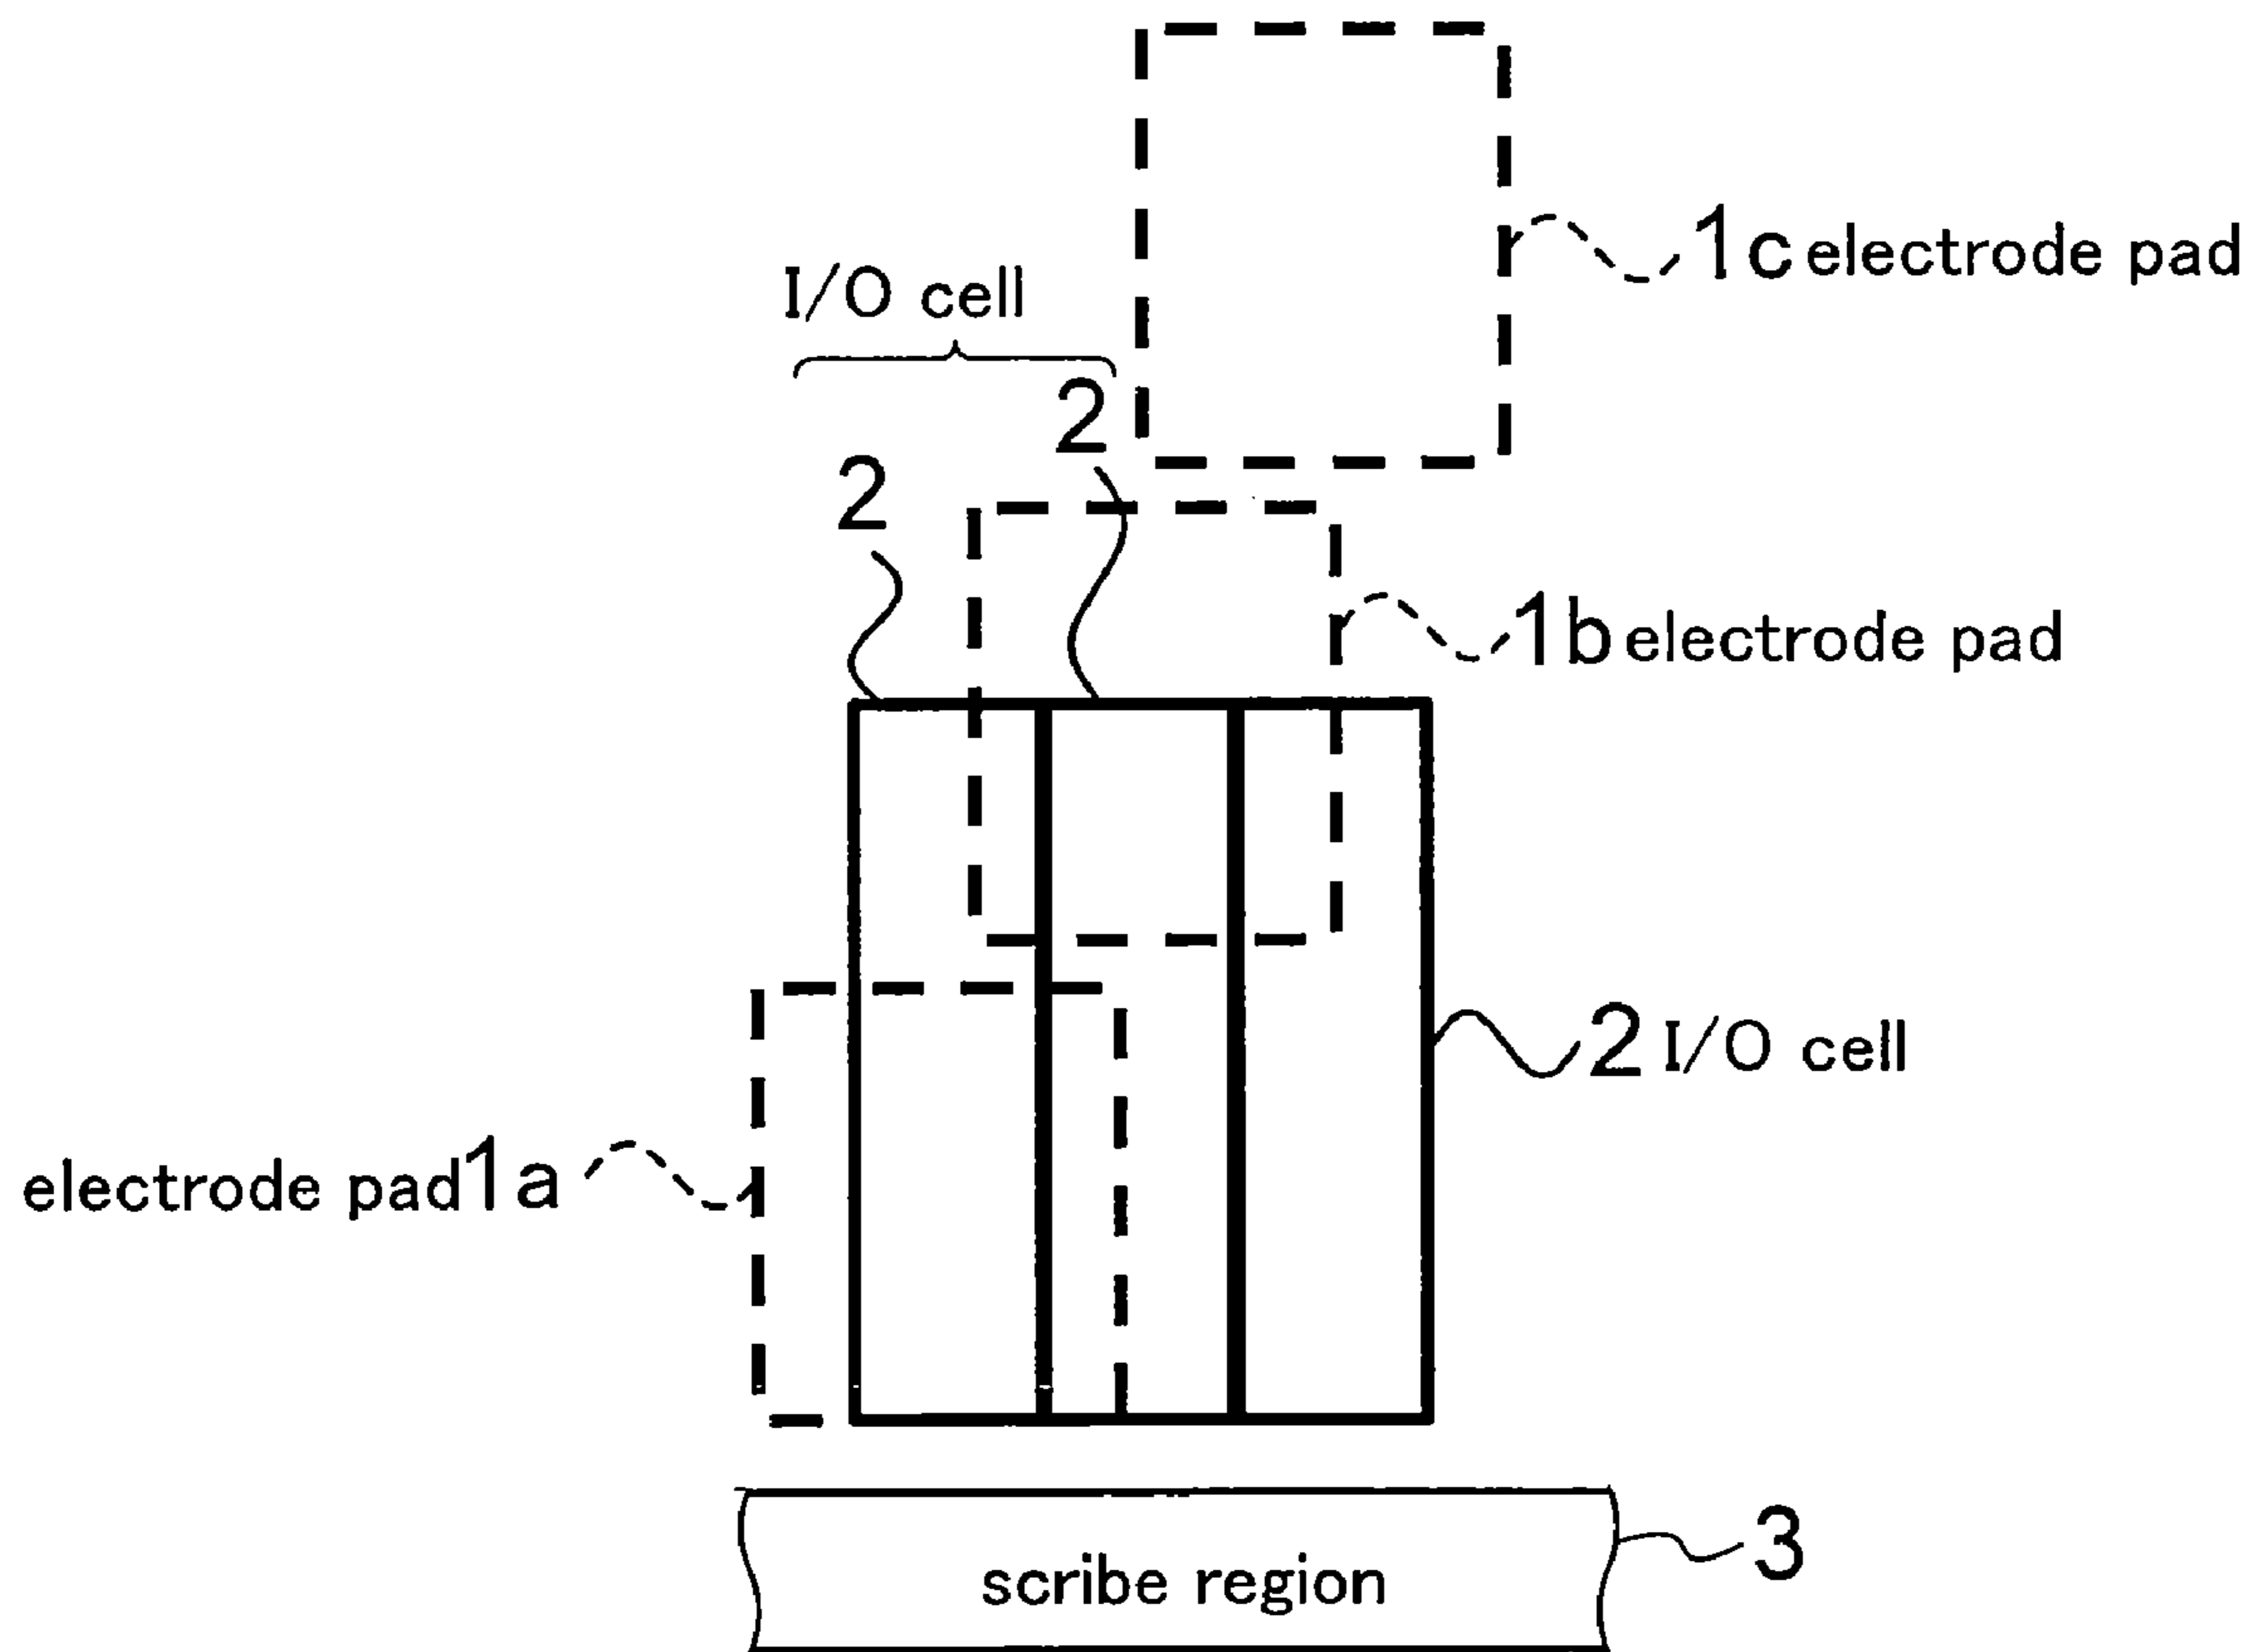 1c electrode pad
I/O cell
2
2
1b electrode pad
2 I/O cell
electrode pad 1a
3
scribe region